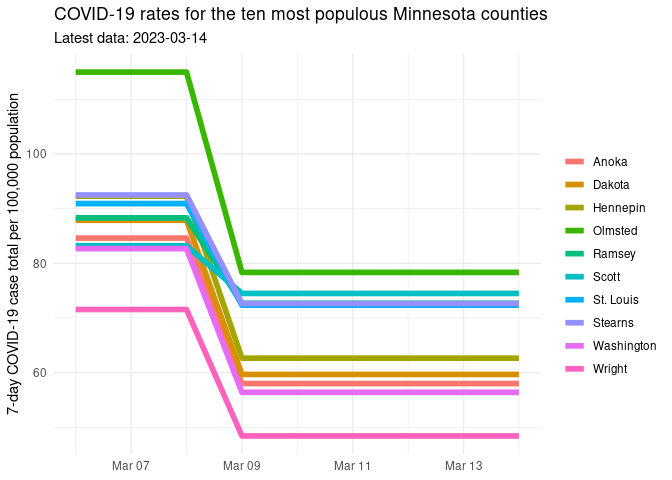 COVID-19 rates for the ten most populous Minnesota counties
Latest data: 2023-03-14
7-day COVID-19 case total per 100,000 population
100
80
60
Mar 07
Mar 09
Mar 11
Mar 13
Anoka
Dakota
Hennepin
Olmsted
Ramsey
Scott
St. Louis
Stearns
Washington
Wright